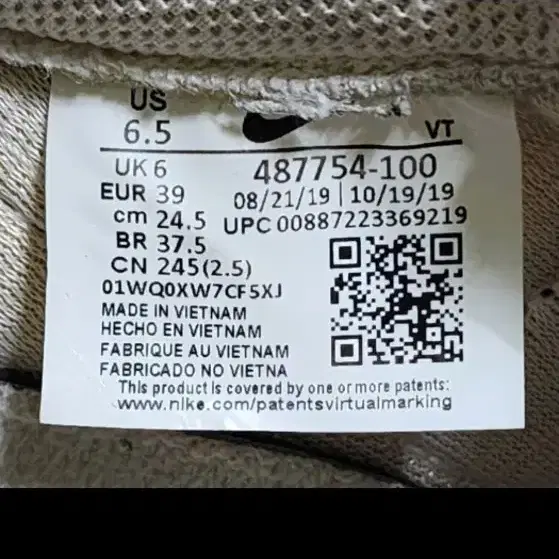 US
6.5
VT
UK 6
487754-100
EUR 39
08/21/19 | 10/19/19
cm 24.5
UPC 00887223369219
BR 37.5
CN 245(2.5)
01WQ0XW7CF5XJ
MADE IN VIETNAM
HECHO EN VIETNAM
FABRIQUE AU VIETNAM
FABRICADO NO VIETNA
This product is covered by one or more patents:
www.nike.com/patentsvirtualmarking